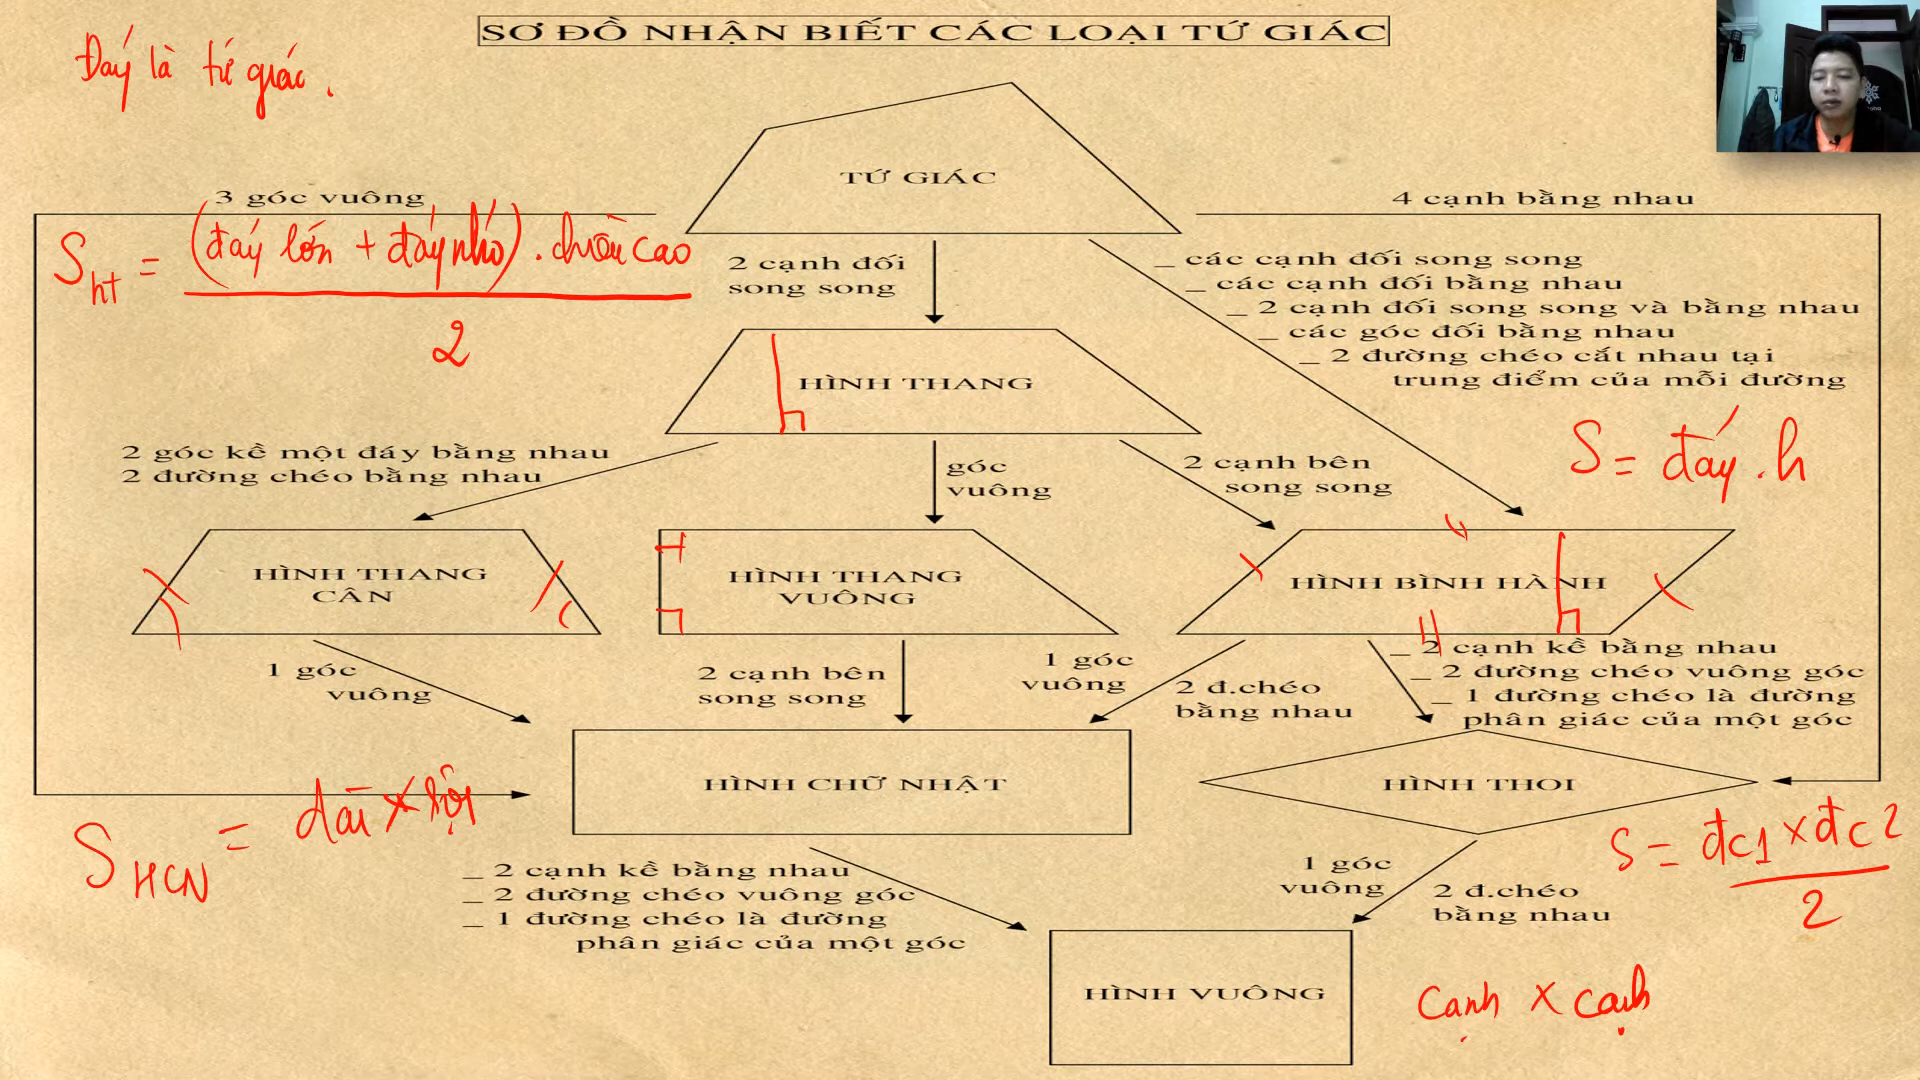 SƠ ĐỒ NHẬN BIẾT CÁC LOẠI TỨ GIÁC
Đáy là tứ giác.
TỨ GIÁC
3 góc vuông
4 cạnh bằng nhau
S ht = (đáy lớn + đáy nhỏ) . chiều cao
2
2 cạnh đối
song song
_ các cạnh đối song song
_ các cạnh đối bằng nhau
_ 2 cạnh đối song song và bằng nhau
_ các góc đối bằng nhau
_ 2 đường chéo cắt nhau tại
trung điểm của mỗi đường
HÌNH THANG
h
S = đáy . h
2 góc kề một đáy bằng nhau
2 đường chéo bằng nhau
góc
vuông
2 cạnh bên
song song
HÌNH THANG
CÂN
HÌNH THANG
VUÔNG
HÌNH BÌNH HÀNH
1 góc
vuông
2 cạnh bên
song song
1 góc
vuông
2 đ.chéo
bằng nhau
_ 2 cạnh kề bằng nhau
_ 2 đường chéo vuông góc
_ 1 đường chéo là đường
phân giác của một góc
HÌNH CHỮ NHẬT
HÌNH THOI
S HCN = dài × rộng
S = đc1 × đc2
2
_ 2 cạnh kề bằng nhau
_ 2 đường chéo vuông góc
_ 1 đường chéo là đường
phân giác của một góc
1 góc
vuông
2 đ.chéo
bằng nhau
HÌNH VUÔNG
cạnh × cạnh